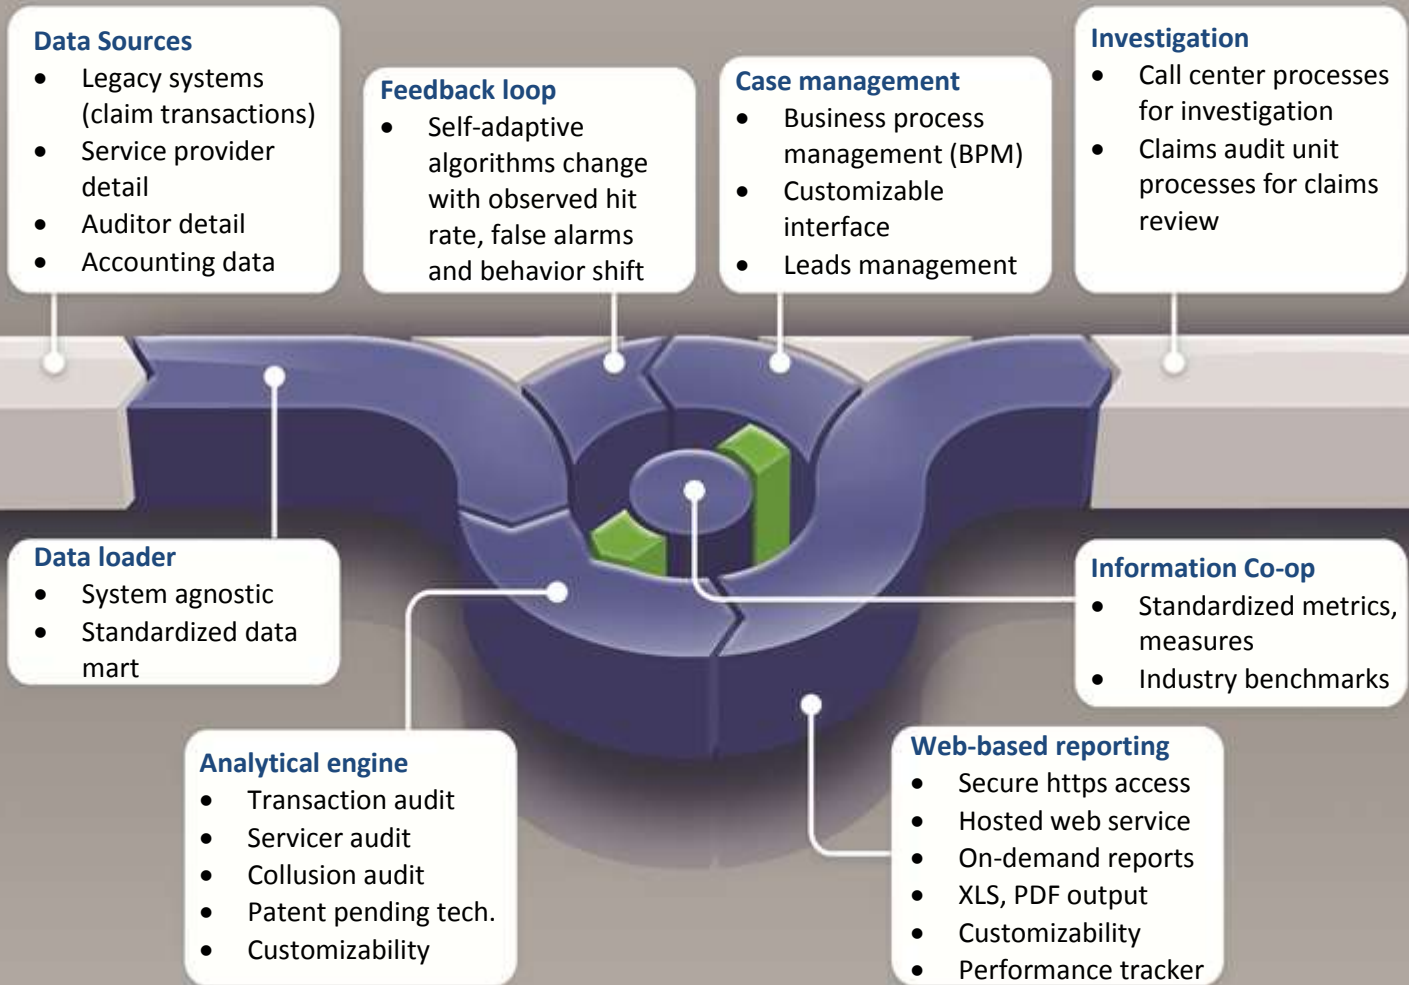 Data Sources
• Legacy systems
(claim transactions)
• Service provider
detail
• Auditor detail
• Accounting data
Feedback loop
• Self-adaptive
algorithms change
with observed hit
rate, false alarms
and behavior shift
Case management
• Business process
management (BPM)
• Customizable
interface
• Leads management
Investigation
• Call center processes
for investigation
• Claims audit unit
processes for claims
review
Data loader
• System agnostic
• Standardized data
mart
Information Co-op
• Standardized metrics,
measures
• Industry benchmarks
Analytical engine
• Transaction audit
• Servicer audit
• Collusion audit
• Patent pending tech.
• Customizability
Web-based reporting
• Secure https access
• Hosted web service
• On-demand reports
• XLS, PDF output
• Customizability
• Performance tracker